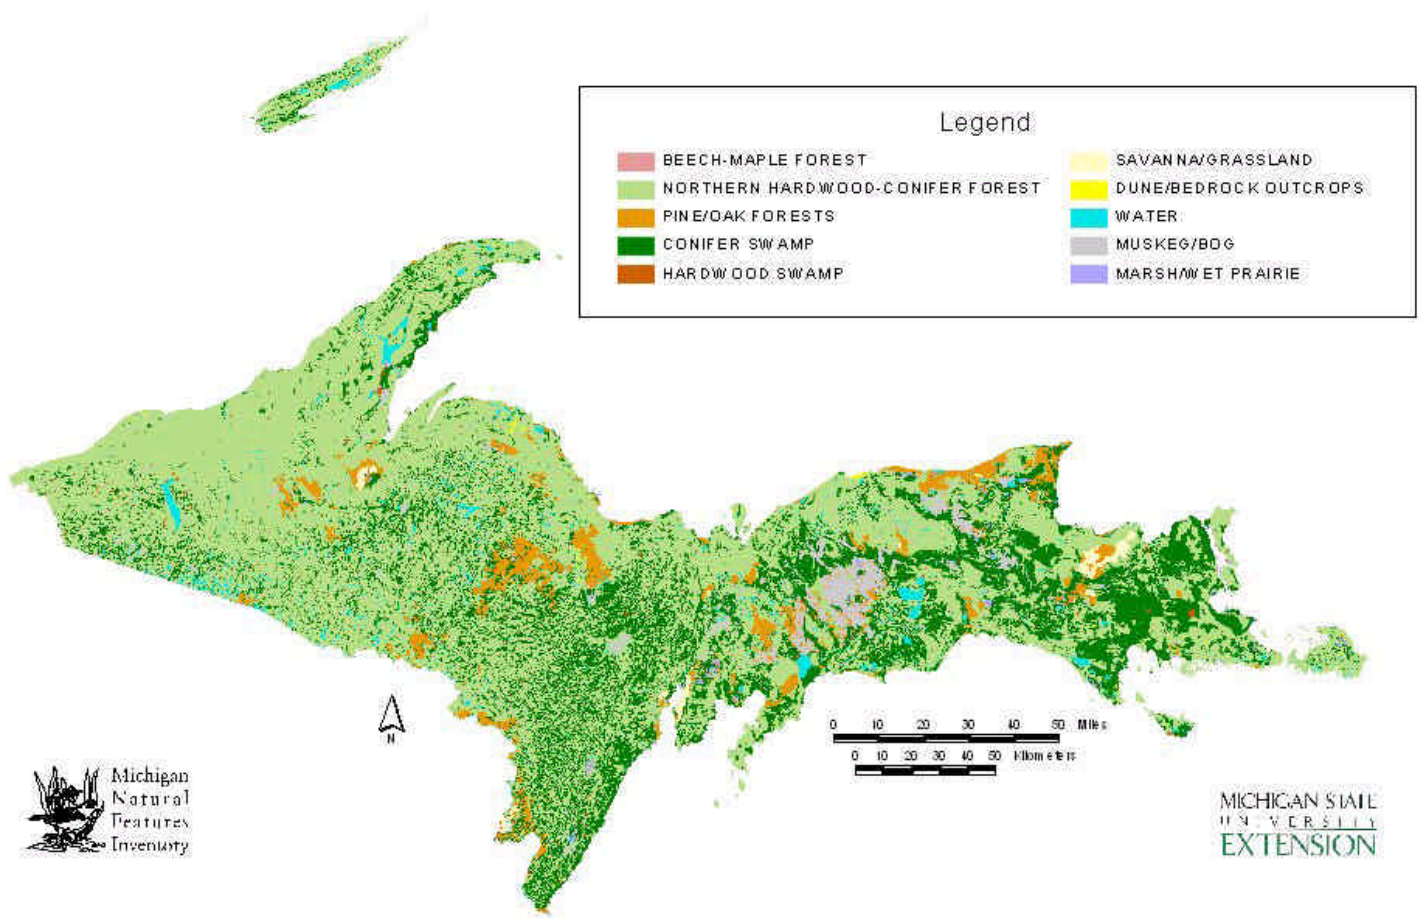 Legend
BEECH-MAPLE FOREST
NORTHERN HARDWOOD-CONIFER FOREST
PINE/OAK FORESTS
CONIFER SWAMP
HARDWOOD SWAMP
SAVANNA/GRASSLAND
DUNE/BEDROCK OUTCROPS
WATER
MUSKEG/BOG
MARSH/WET PRAIRIE
N
0 10 20 30 40 50 Miles
0 10 20 30 40 50 Kilometers
Michigan
Natural
Features
Inventory
MICHIGAN STATE
UNIVERSITY
EXTENSION